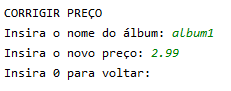 CORRIGIR PREÇO
Insira o nome do álbum: album1
Insira o novo preço: 2.99
Insira 0 para voltar: